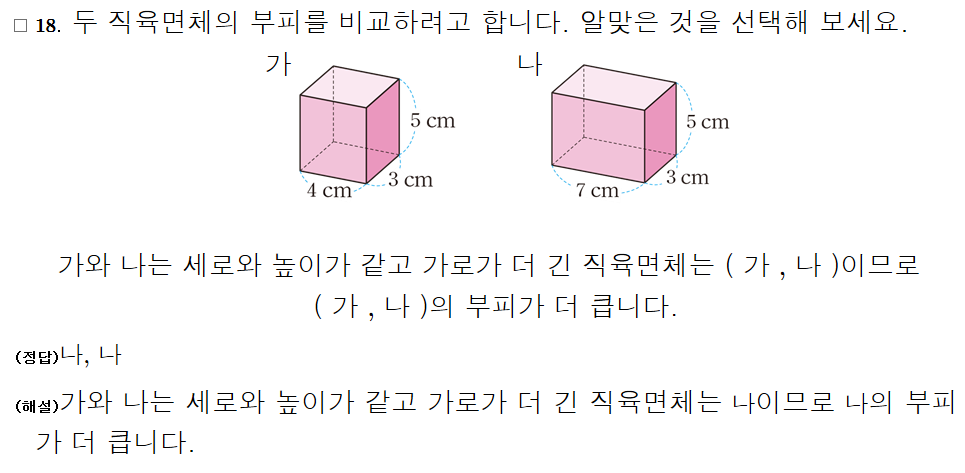 □ 18. 두 직육면체의 부피를 비교하려고 합니다. 알맞은 것을 선택해 보세요.
가 나
5 cm 5 cm
3 cm 3 cm
4 cm 7 cm
가와 나는 세로와 높이가 같고 가로가 더 긴 직육면체는 ( 가 , 나 )이므로
( 가 , 나 )의 부피가 더 큽니다.
(정답)나, 나
(해설)가와 나는 세로와 높이가 같고 가로가 더 긴 직육면체는 나이므로 나의 부피
가 더 큽니다.